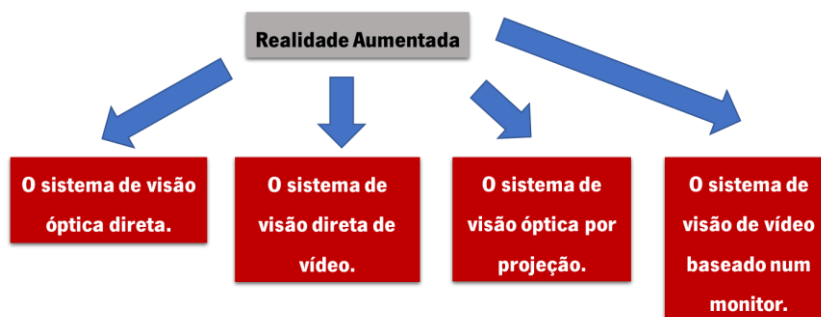 Realidade Aumentada
O sistema de visão
óptica direta.
O sistema de
visão direta de
vídeo.
O sistema de
visão óptica por
projeção.
O sistema de
visão de vídeo
baseado num
monitor.